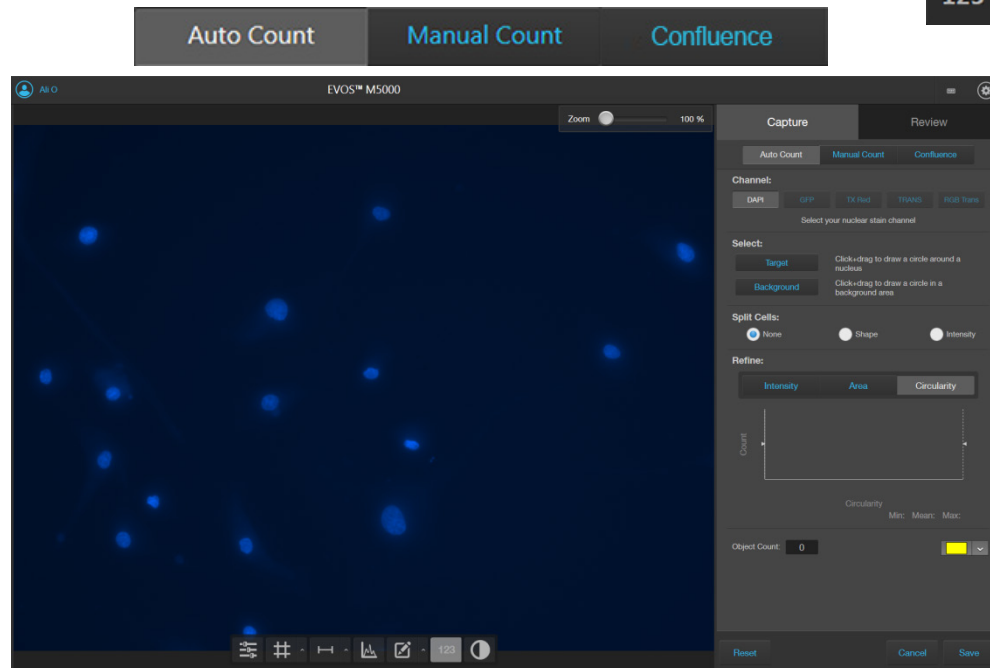 123
Auto Count Manual Count Confluence
Ali O EVOS™ M5000
Zoom 100 %
Capture Review
Auto Count Manual Count Confluence
Channel:
DAPI GFP TX Red TRANS RGB Trans
Select your nuclear stain channel
Select:
Target Click+drag to draw a circle around a
nucleus
Background Click+drag to draw a circle in a
background area
Split Cells:
None Shape Intensity
Refine:
Intensity Area Circularity
Count
Circularity
Min: Mean: Max:
Object Count: 0
123
Reset Cancel Save